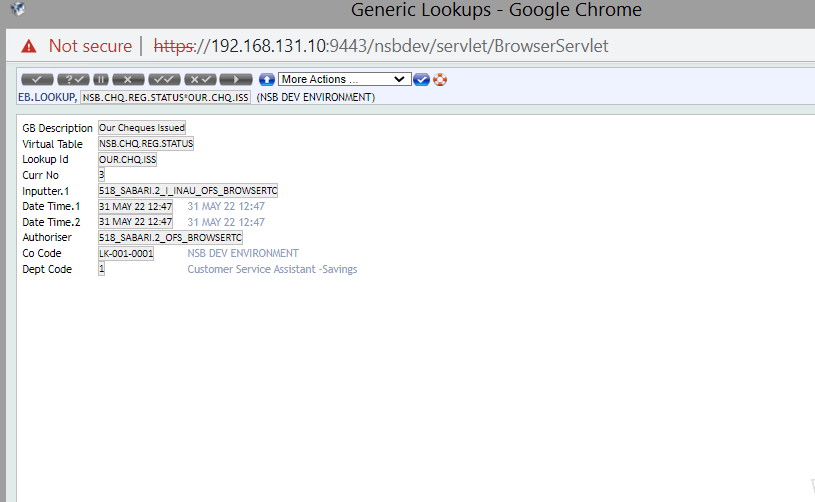 Generic Lookups - Google Chrome
Not secure | https://192.168.131.10:9443/nsbdev/servlet/BrowserServlet
More Actions ...
EB.LOOKUP, NSB.CHQ.REG.STATUS*OUR.CHQ.ISS (NSB DEV ENVIRONMENT)
GB Description Our Cheques Issued
Virtual Table NSB.CHQ.REG.STATUS
Lookup Id OUR.CHQ.ISS
Curr No 3
Inputter.1 518_SABARI.2_I_INAU_OFS_BROWSERTC
Date Time.1 31 MAY 22 12:47 31 MAY 22 12:47
Date Time.2 31 MAY 22 12:47 31 MAY 22 12:47
Authoriser 518_SABARI.2_OFS_BROWSERTC
Co Code LK-001-0001 NSB DEV ENVIRONMENT
Dept Code 1 Customer Service Assistant -Savings